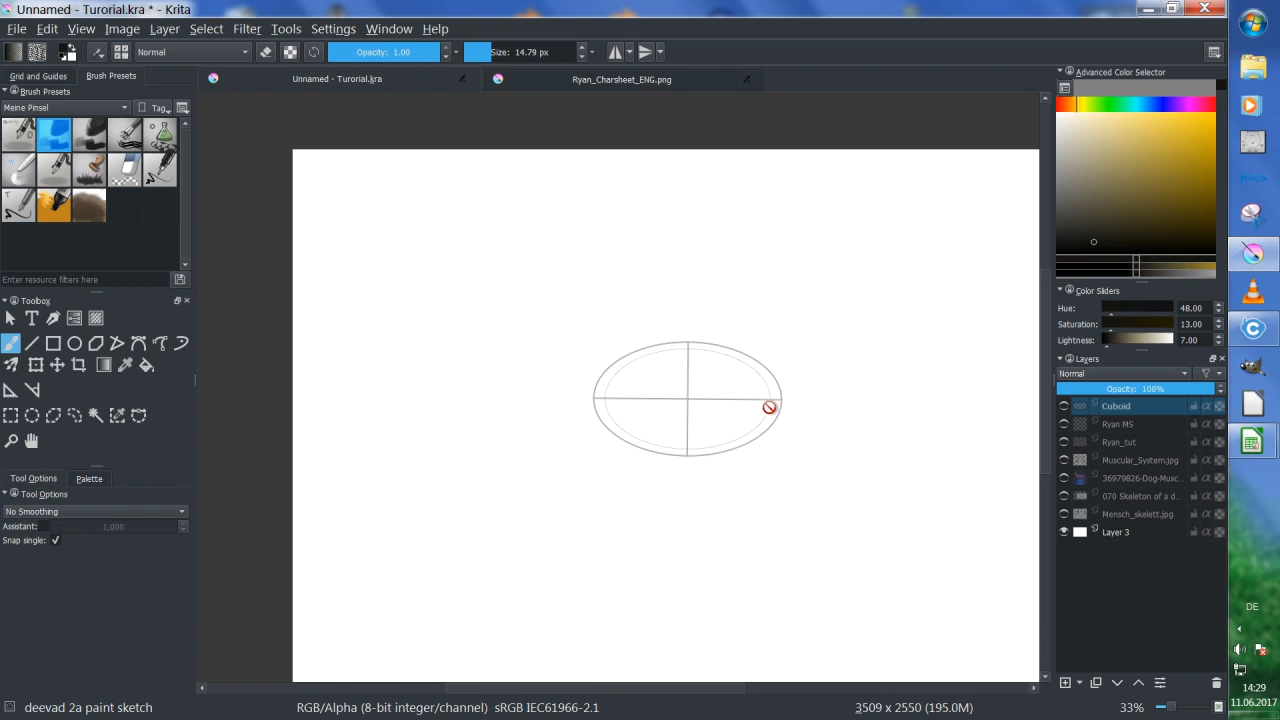 Unnamed - Turorial.kra * - Krita
File Edit View Image Layer Select Filter Tools Settings Window Help
Normal Opacity: 1.00 Size: 14.79 px
Grid and Guides Brush Presets
Unnamed - Turorial.kra
Ryan_Charsheet_ENG.png
Advanced Color Selector
Brush Presets
Meine Pinsel Tag
Enter resource filters here
Toolbox
Color Sliders
Hue: 48.00
Saturation: 13.00
Lightness: 7.00
Layers
Normal
Opacity: 100%
Cuboid
Ryan MS
Ryan_tut
Muscular_System.jpg
36979826-Dog-Musc...
070 Skeleton of a d...
Mensch_skelett.jpg
Layer 3
Tool Options Palette
Tool Options
No Smoothing
Assistant: 1,000
Snap single:
DE
14:29
11.06.2017
deevad 2a paint sketch
RGB/Alpha (8-bit integer/channel) sRGB IEC61966-2.1
3509 x 2550 (195.0M)
33%